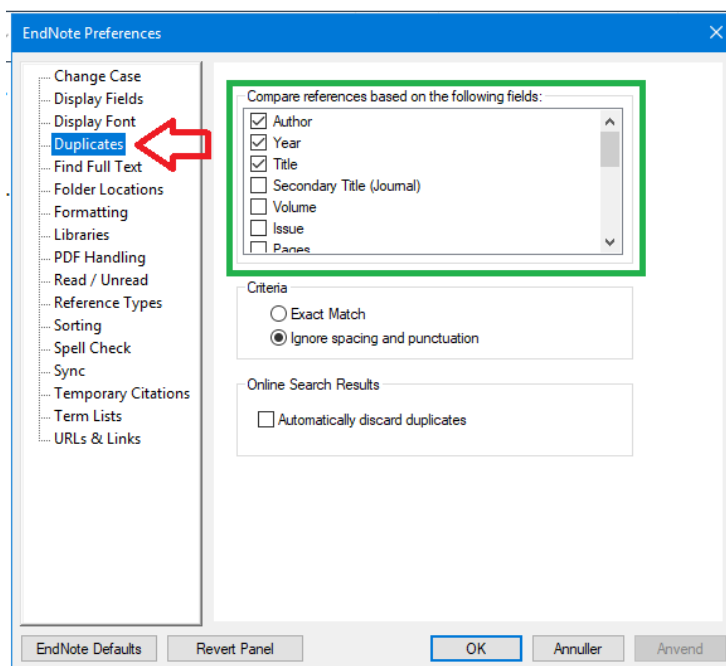 EndNote Preferences
Change Case
Display Fields
Display Font
Duplicates
Find Full Text
Folder Locations
Formatting
Libraries
PDF Handling
Read / Unread
Reference Types
Sorting
Spell Check
Sync
Temporary Citations
Term Lists
URLs & Links
Compare references based on the following fields:
Author
Year
Title
Secondary Title (Journal)
Volume
Issue
Pages
Criteria
Exact Match
Ignore spacing and punctuation
Online Search Results
Automatically discard duplicates
EndNote Defaults
Revert Panel
OK
Annuller
Anvend